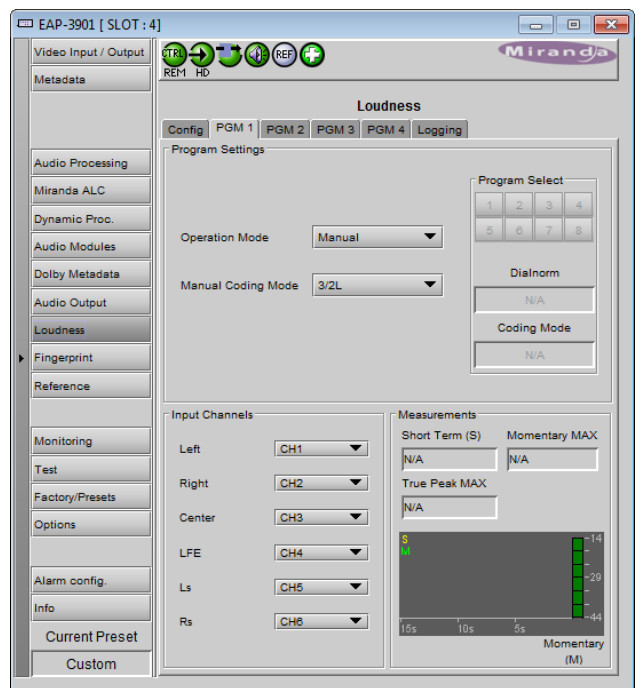 EAP-3901 [ SLOT : 4]
Video Input / Output
Metadata
Audio Processing
Miranda ALC
Dynamic Proc.
Audio Modules
Dolby Metadata
Audio Output
Loudness
Fingerprint
Reference
Monitoring
Test
Factory/Presets
Options
Alarm config.
Info
Current Preset
Custom
CTRL
REF
REM HD
Miranda
Loudness
Config PGM 1 PGM 2 PGM 3 PGM 4 Logging
Program Settings
Operation Mode Manual
Manual Coding Mode 3/2L
Program Select
1 2 3 4
5 6 7 8
Dialnorm
N/A
Coding Mode
N/A
Input Channels
Left CH1
Right CH2
Center CH3
LFE CH4
Ls CH5
Rs CH6
Measurements
Short Term (S) Momentary MAX
N/A N/A
True Peak MAX
N/A
S
M
-14
-29
-44
15s 10s 5s
Momentary
(M)